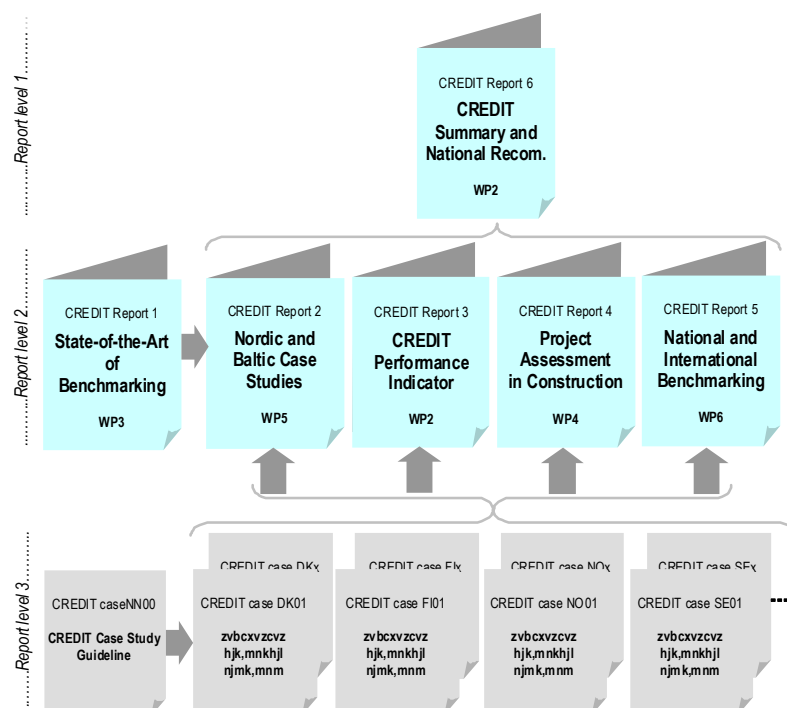 Report level 1
CREDIT Report 6
CREDIT
Summary and
National Recom.
WP2
Report level 2
CREDIT Report 1
State-of-the-Art
of
Benchmarking
WP3
CREDIT Report 2
Nordic and
Baltic Case
Studies
WP5
CREDIT Report 3
CREDIT
Performance
Indicator
WP2
CREDIT Report 4
Project
Assessment
in Construction
WP4
CREDIT Report 5
National and
International
Benchmarking
WP6
Report level 3
CREDIT caseNN00
CREDIT Case Study
Guideline
CREDIT case DKx
CREDIT case DK01
zvbcxvzcvz
hjk,mnkhjl
njmk,mnm
CREDIT case FIx
CREDIT case FI01
zvbcxvzcvz
hjk,mnkhjl
njmk,mnm
CREDIT case NOx
CREDIT case NO01
zvbcxvzcvz
hjk,mnkhjl
njmk,mnm
CREDIT case SEx
CREDIT case SE01
zvbcxvzcvz
hjk,mnkhjl
njmk,mnm